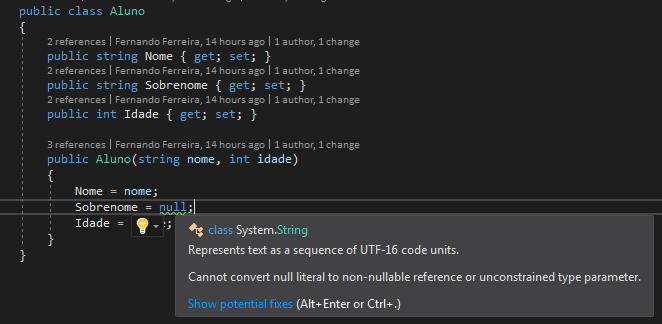 public class Aluno
{
2 references | Fernando Ferreira, 14 hours ago | 1 author, 1 change
public string Nome { get; set; }
2 references | Fernando Ferreira, 14 hours ago | 1 author, 1 change
public string Sobrenome { get; set; }
2 references | Fernando Ferreira, 14 hours ago | 1 author, 1 change
public int Idade { get; set; }
3 references | Fernando Ferreira, 14 hours ago | 1 author, 1 change
public Aluno(string nome, int idade)
{
Nome = nome;
Sobrenome = null;
Idade = e;
}
}
class System.String
Represents text as a sequence of UTF-16 code units.
Cannot convert null literal to non-nullable reference or unconstrained type parameter.
Show potential fixes (Alt+Enter or Ctrl+.)